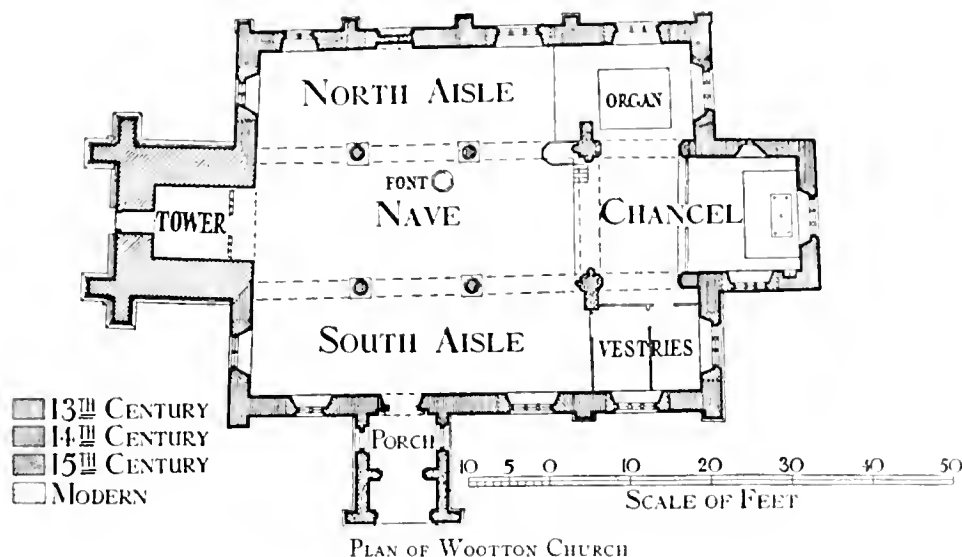 NORTH AISLE
ORGAN
FONT
TOWER
NAVE
CHANCEL
SOUTH AISLE
VESTRIES
13TH CENTURY
14TH CENTURY
15TH CENTURY
MODERN
PORCH
10 5 0 10 20 30 40 50
SCALE OF FEET
PLAN OF WOOTTON CHURCH